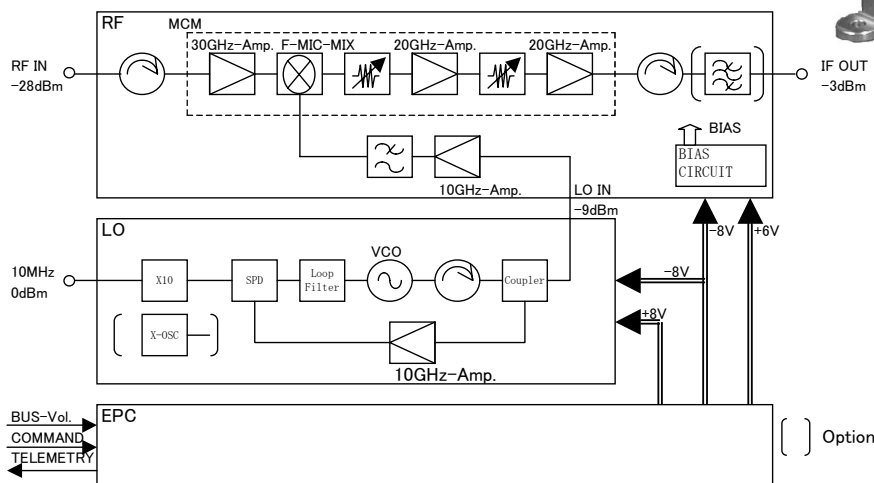 RF
MCM
30GHz-Amp.
F-MIC-MIX
20GHz-Amp.
20GHz-Amp.
RF IN
-28dBm
IF OUT
-3dBm
BIAS
BIAS
CIRCUIT
10GHz-Amp.
LO IN
-9dBm
-8V
+6V
LO
VCO
10MHz
0dBm
X10
SPD
Loop
Filter
Coupler
-8V
+8V
X-OSC
10GHz-Amp.
EPC
BUS-Vol.
COMMAND
TELEMETRY
Option